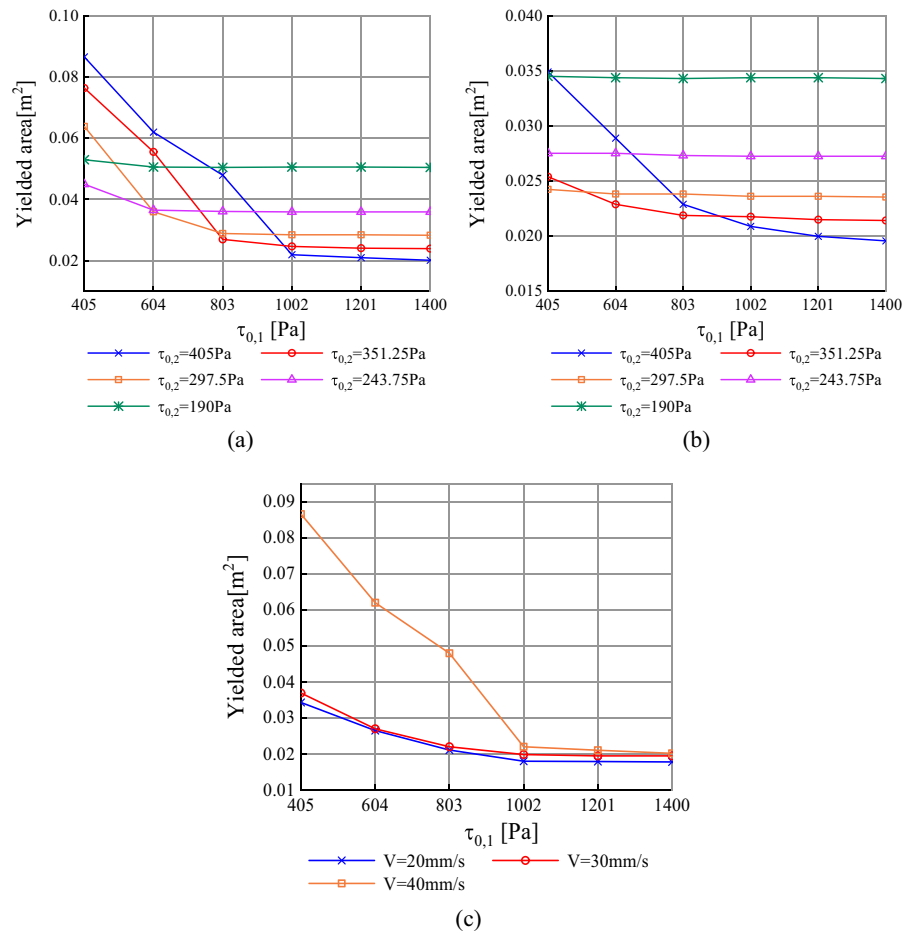 0.10
0.08
0.06
0.04
0.02
Yielded area[m²]
405 604 803 1002 1201 1400
τ0,1 [Pa]
τ0,2=405Pa τ0,2=351.25Pa
τ0,2=297.5Pa τ0,2=243.75Pa
τ0,2=190Pa
(a)
0.040
0.035
0.030
0.025
0.020
0.015
Yielded area[m²]
405 604 803 1002 1201 1400
τ0,1 [Pa]
τ0,2=405Pa τ0,2=351.25Pa
τ0,2=297.5Pa τ0,2=243.75Pa
τ0,2=190Pa
(b)
0.09
0.08
0.07
0.06
0.05
0.04
0.03
0.02
0.01
Yielded area[m²]
405 604 803 1002 1201 1400
τ0,1 [Pa]
V=20mm/s V=30mm/s
V=40mm/s
(c)